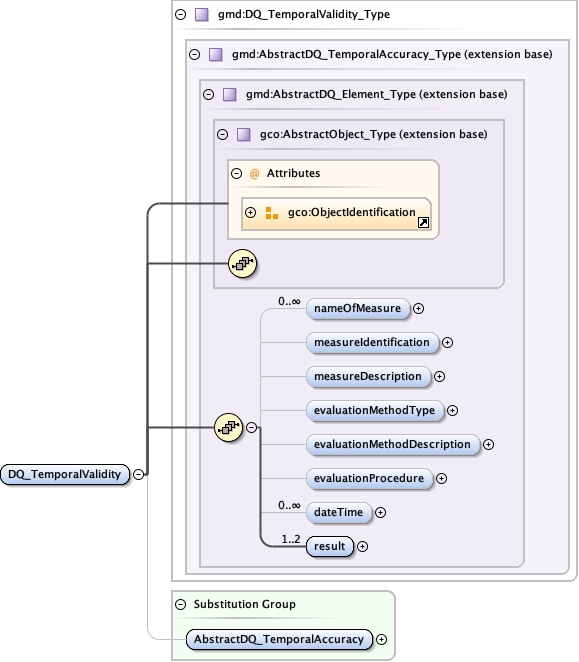 gmd:DQ_TemporalValidity_Type
gmd:AbstractDQ_TemporalAccuracy_Type (extension base)
gmd:AbstractDQ_Element_Type (extension base)
gco:AbstractObject_Type (extension base)
@ Attributes
gco:ObjectIdentification
0..∞
nameOfMeasure
measureIdentification
measureDescription
evaluationMethodType
evaluationMethodDescription
evaluationProcedure
0..∞
dateTime
1..2
result
DQ_TemporalValidity
Substitution Group
AbstractDQ_TemporalAccuracy